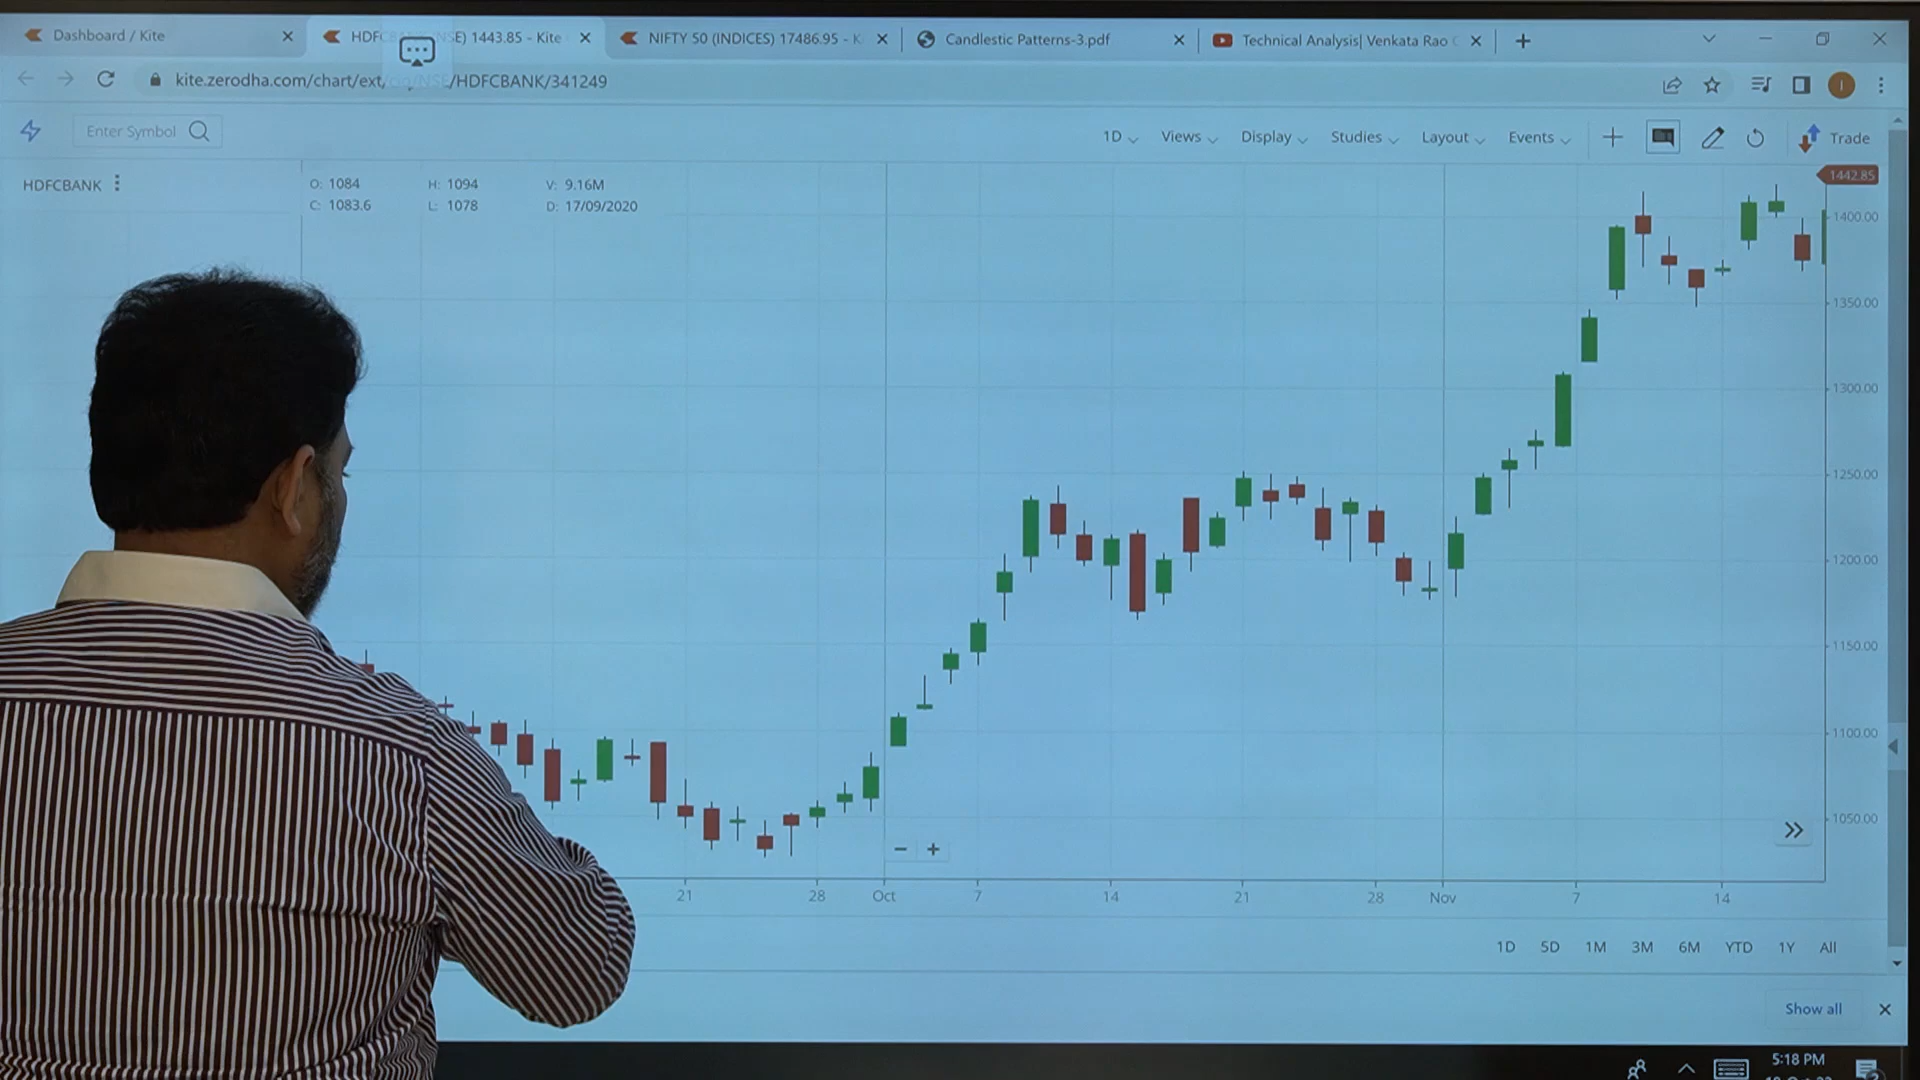 Dashboard / Kite
HDFC NSE) 1443.85 - Kite
NIFTY 50 (INDICES) 17486.95 - K
Candlestic Patterns-3.pdf
Technical Analysis| Venkata Rao
kite.zerodha.com/chart/ext/ciq/NSE/HDFCBANK/341249
I
Enter Symbol
1D Views Display Studies Layout Events Trade
HDFCBANK
O: 1084 H: 1094 V: 9.16M
C: 1083.6 L: 1078 D: 17/09/2020
1442.85
1400.00
1350.00
1300.00
1250.00
1200.00
1150.00
1100.00
1050.00
21 28 Oct 7 14 21 28 Nov 7 14
1D 5D 1M 3M 6M YTD 1Y All
Show all
5:18 PM